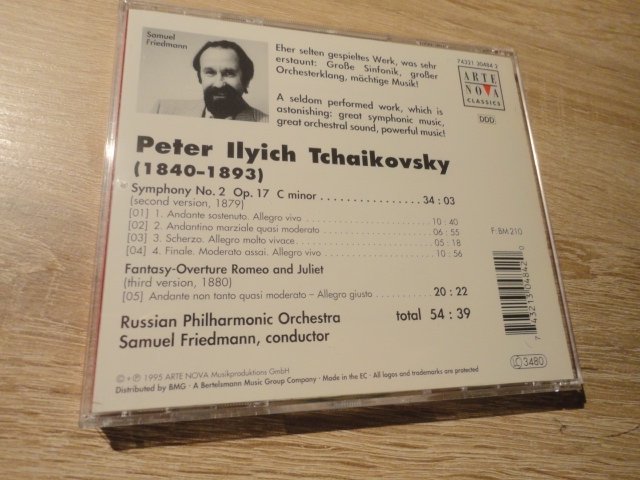 Samuel
Friedmann
Eher selten gespieltes Werk, was sehr
erstaunt: Große Sinfonik, großer
Orchesterklang, mächtige Musik!
A seldom performed work, which is
astonishing: great symphonic music,
great orchestral sound, powerful music!
74321 30484 2
ARTE
NOVA
CLASSICS
DDD
Peter Ilyich Tchaikovsky
(1840-1893)
Symphony No. 2 Op. 17 C minor ................ 34 : 03
(second version, 1879)
[01] 1. Andante sostenuto. Allegro vivo ........................ 10 : 40
[02] 2. Andantino marziale quasi moderato .................. 06 : 55
[03] 3. Scherzo. Allegro molto vivace ........................ 05 : 18
[04] 4. Finale. Moderato assai. Allegro vivo .................. 10 : 56
F: BM 210
Fantasy-Overture Romeo and Juliet
(third version, 1880)
[05] Andante non tanto quasi moderato – Allegro giusto ........... 20 : 22
Russian Philharmonic Orchestra total 54 : 39
Samuel Friedmann, conductor
7 43213 04842 0
LC 3480
© + ℗ 1995 ARTE NOVA Musikproduktions GmbH
Distributed by BMG · A Bertelsmann Music Group Company · Made in the EC · All logos and trademarks are protected